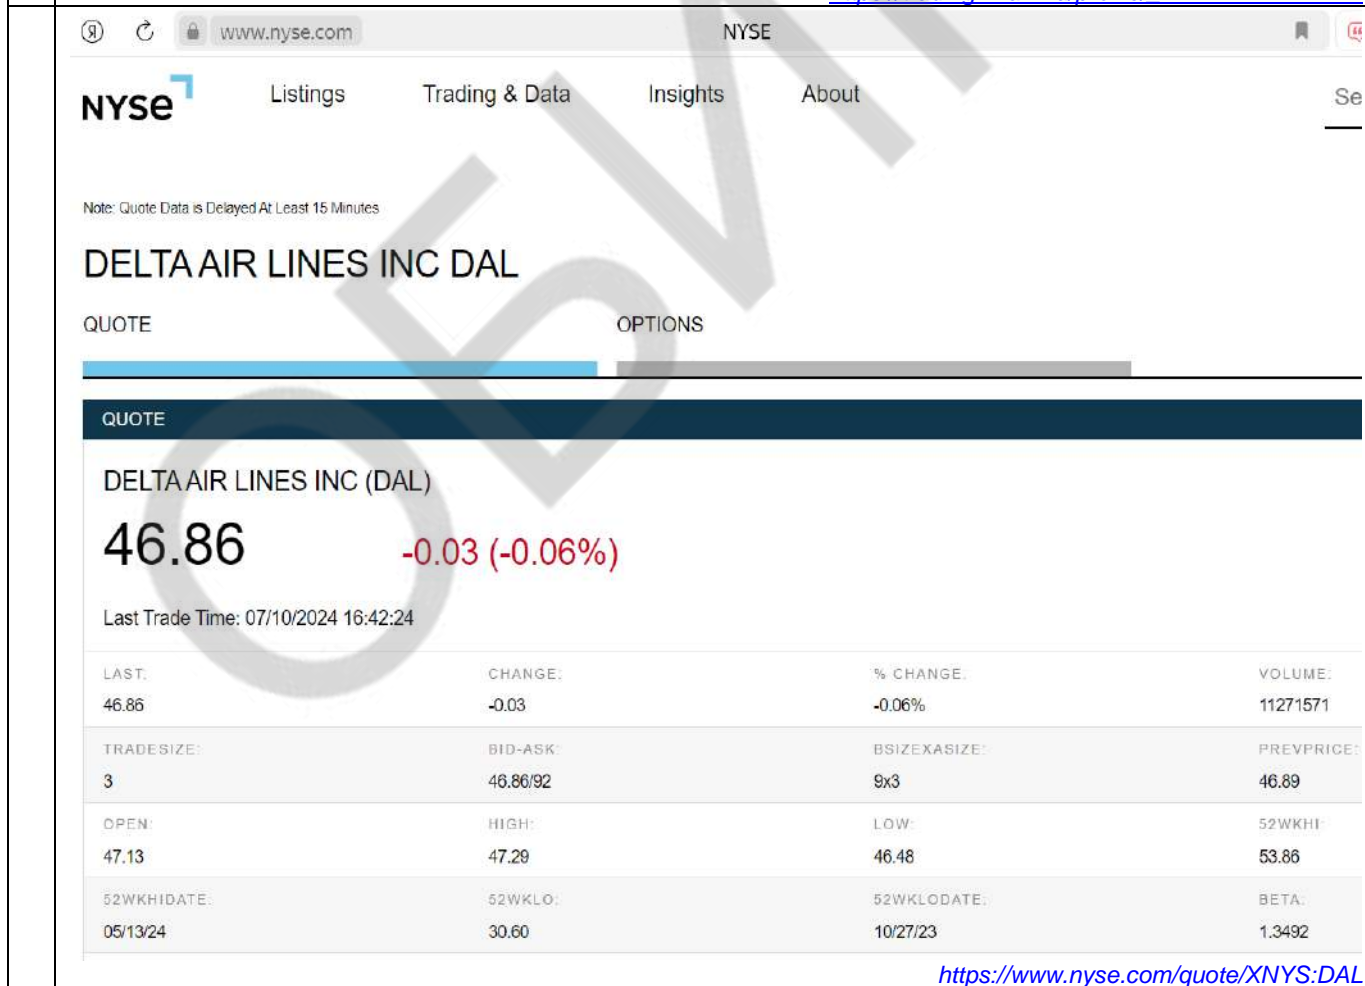 www.nyse.com NYSE
NYSE Listings Trading & Data Insights About Se
Note: Quote Data is Delayed At Least 15 Minutes
DELTA AIR LINES INC DAL
QUOTE OPTIONS
QUOTE
DELTA AIR LINES INC (DAL)
46.86 -0.03 (-0.06%)
Last Trade Time: 07/10/2024 16:42:24
LAST: CHANGE: % CHANGE: VOLUME:
46.86 -0.03 -0.06% 11271571
TRADESIZE: BID-ASK: BSIZEXASIZE: PREVPRICE:
3 46.86/92 9x3 46.89
OPEN: HIGH: LOW: 52WKHI:
47.13 47.29 46.48 53.86
52WKHIDATE: 52WKLO: 52WKLODATE: BETA:
05/13/24 30.60 10/27/23 1.3492
https://www.nyse.com/quote/XNYS:DAL